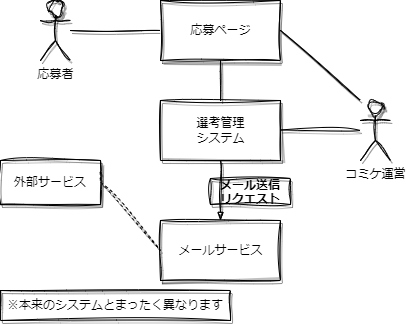 応募ページ
応募者
選考管理
システム
コミケ運営
外部サービス
メール送信
リクエスト
メールサービス
※本来のシステムとまったく異なります